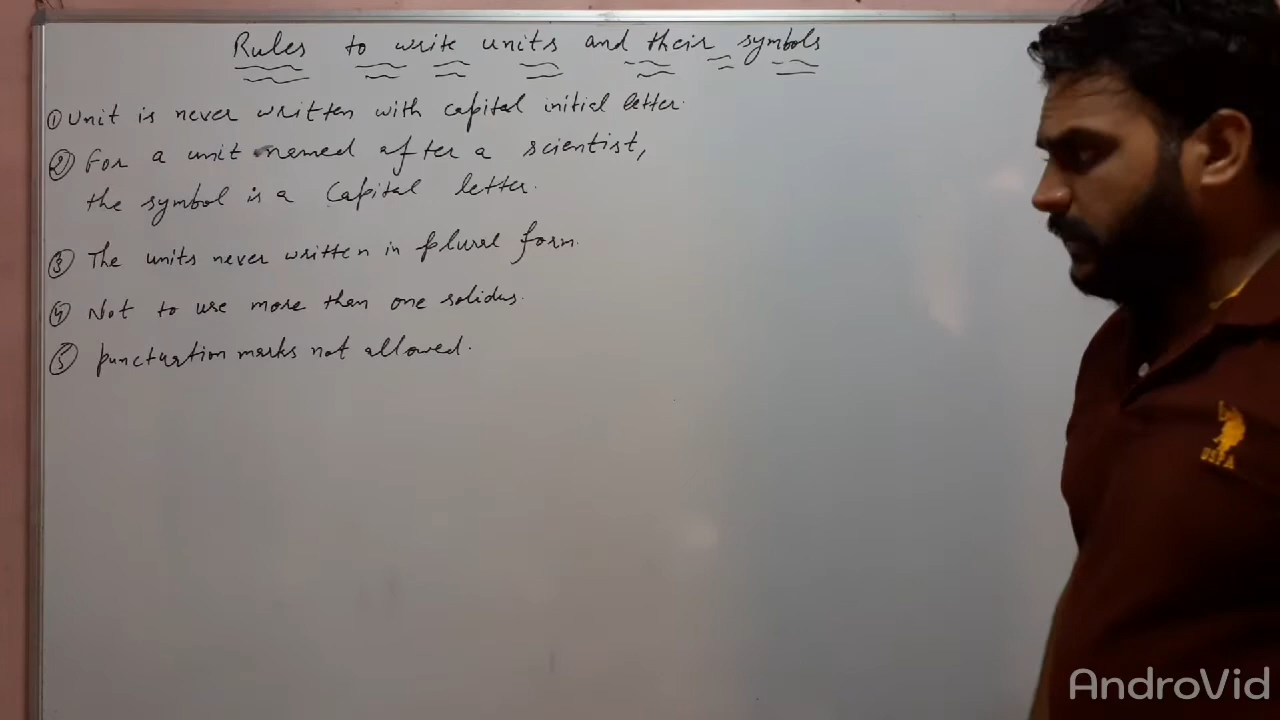 Rules to write units and their symbols
① Unit is never written with capital initial letter.
② For a unit named after a scientist,
the symbol is a Capital letter.
③ The units never written in plural form.
④ Not to use more than one solidus.
⑤ punctuation marks not allowed.
USPA
AndroVid